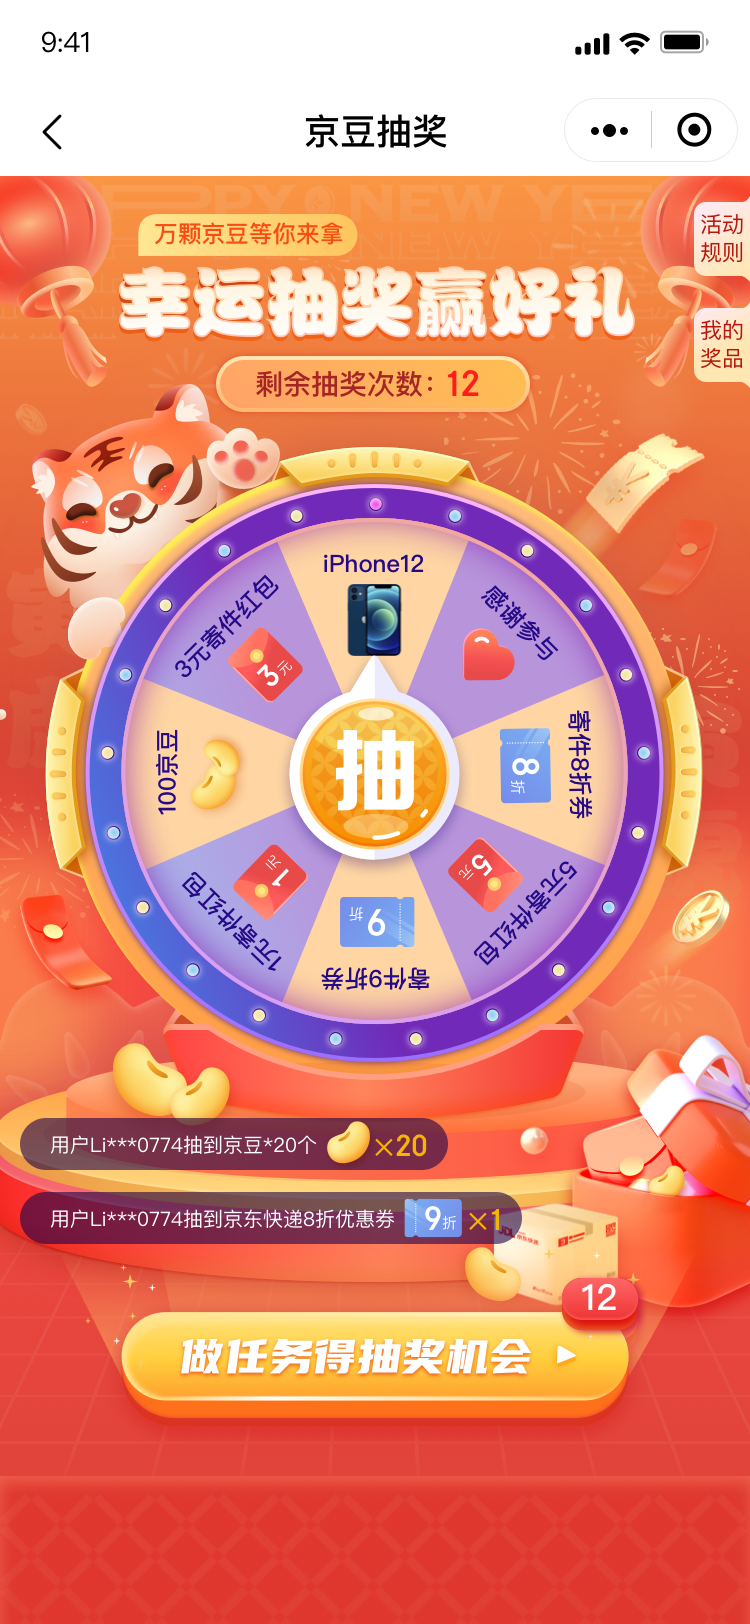 9:41
京豆抽奖
万颗京豆等你来拿
活动
规则
幸运抽奖赢好礼
我的
奖品
剩余抽奖次数：12
iPhone12
感谢参与
寄件8折券
8折
5元寄件红包
5元
寄件9折券
9折
1元寄件红包
1元
100京豆
3元寄件红包
3元
抽
用户Li***0774抽到京豆*20个 ×20
用户Li***0774抽到京东快递8折优惠券 9折 ×1
12
做任务得抽奖机会